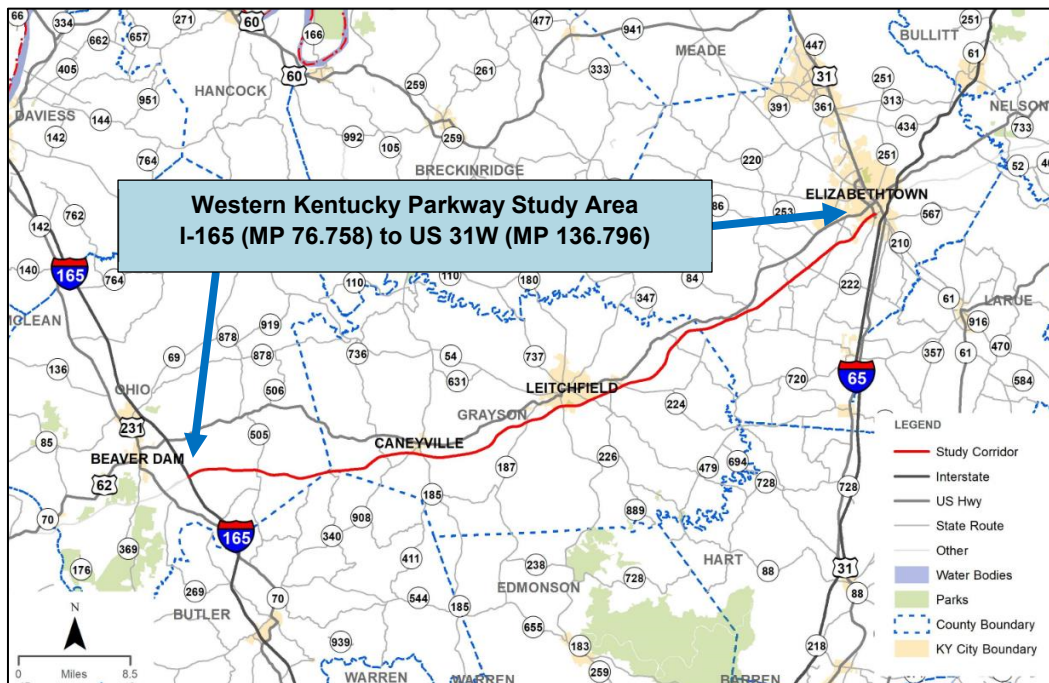 66
334
271
60
166
477
941
MEADE
447
31
251
BULLITT
61
662
657
405
HANCOCK
60
261
333
259
391
361
251
313
NELSON
951
DAVIESS
144
142
992
105
259
434
733
764
BRECKINRIDGE
220
251
52
ELIZABETHTOWN
Western Kentucky Parkway Study Area
I-165 (MP 76.758) to US 31W (MP 136.796)
86
253
567
762
142
210
140
165
764
110
110
180
84
222
347
61
LARUE
MCLEAN
919
878
916
69
736
54
737
65
357
61
470
136
878
631
720
584
OHIO
506
LEITCHFIELD
231
GRAYSON
224
LEGEND
85
505
CANEYVILLE
Study Corridor
BEAVER DAM
226
479
694
Interstate
62
187
728
185
728
US Hwy
70
908
889
State Route
369
165
340
Other
176
411
238
HART
31
Water Bodies
EDMONSON
728
88
Parks
269
BUTLER
70
544
185
88
County Boundary
N
655
939
183
218
KY City Boundary
0 Miles 8.5
259
WARREN
WARREN
BARREN